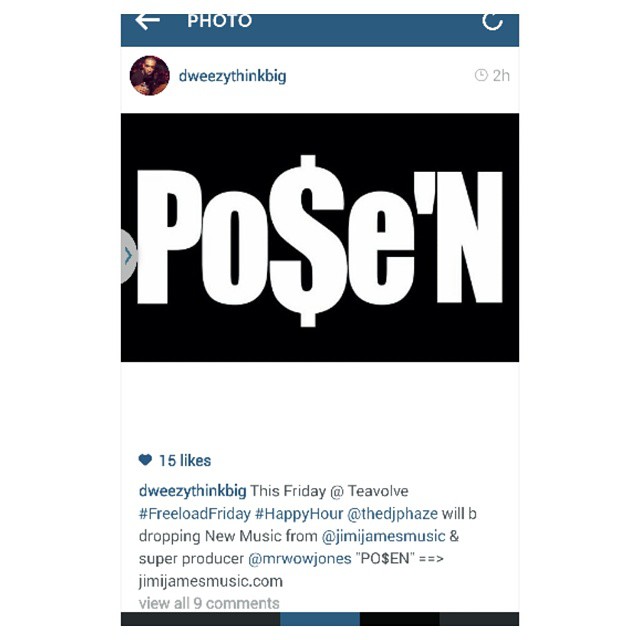 PHOTO
dweezythinkbig
2h
Po$e'N
15 likes
dweezythinkbig This Friday @ Teavolve
#FreeloadFriday #HappyHour @thedjphaze will b
dropping New Music from @jimijamesmusic &
super producer @mrwowjones "PO$EN" ==>
jimijamesmusic.com
view all 9 comments